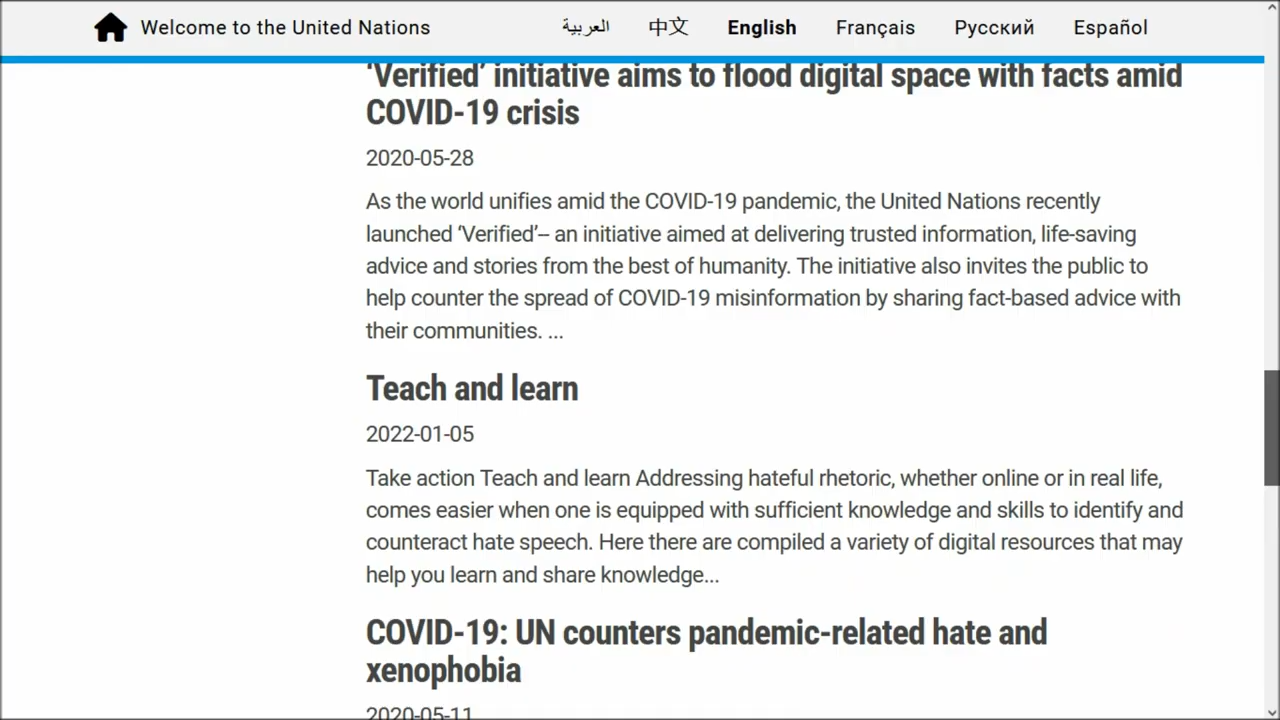 Welcome to the United Nations العربية 中文 English Français Русский Español
‘Verified’ initiative aims to flood digital space with facts amid
COVID-19 crisis
2020-05-28
As the world unifies amid the COVID-19 pandemic, the United Nations recently
launched ‘Verified’– an initiative aimed at delivering trusted information, life-saving
advice and stories from the best of humanity. The initiative also invites the public to
help counter the spread of COVID-19 misinformation by sharing fact-based advice with
their communities. ...
Teach and learn
2022-01-05
Take action Teach and learn Addressing hateful rhetoric, whether online or in real life,
comes easier when one is equipped with sufficient knowledge and skills to identify and
counteract hate speech. Here there are compiled a variety of digital resources that may
help you learn and share knowledge...
COVID-19: UN counters pandemic-related hate and
xenophobia
2020-05-11